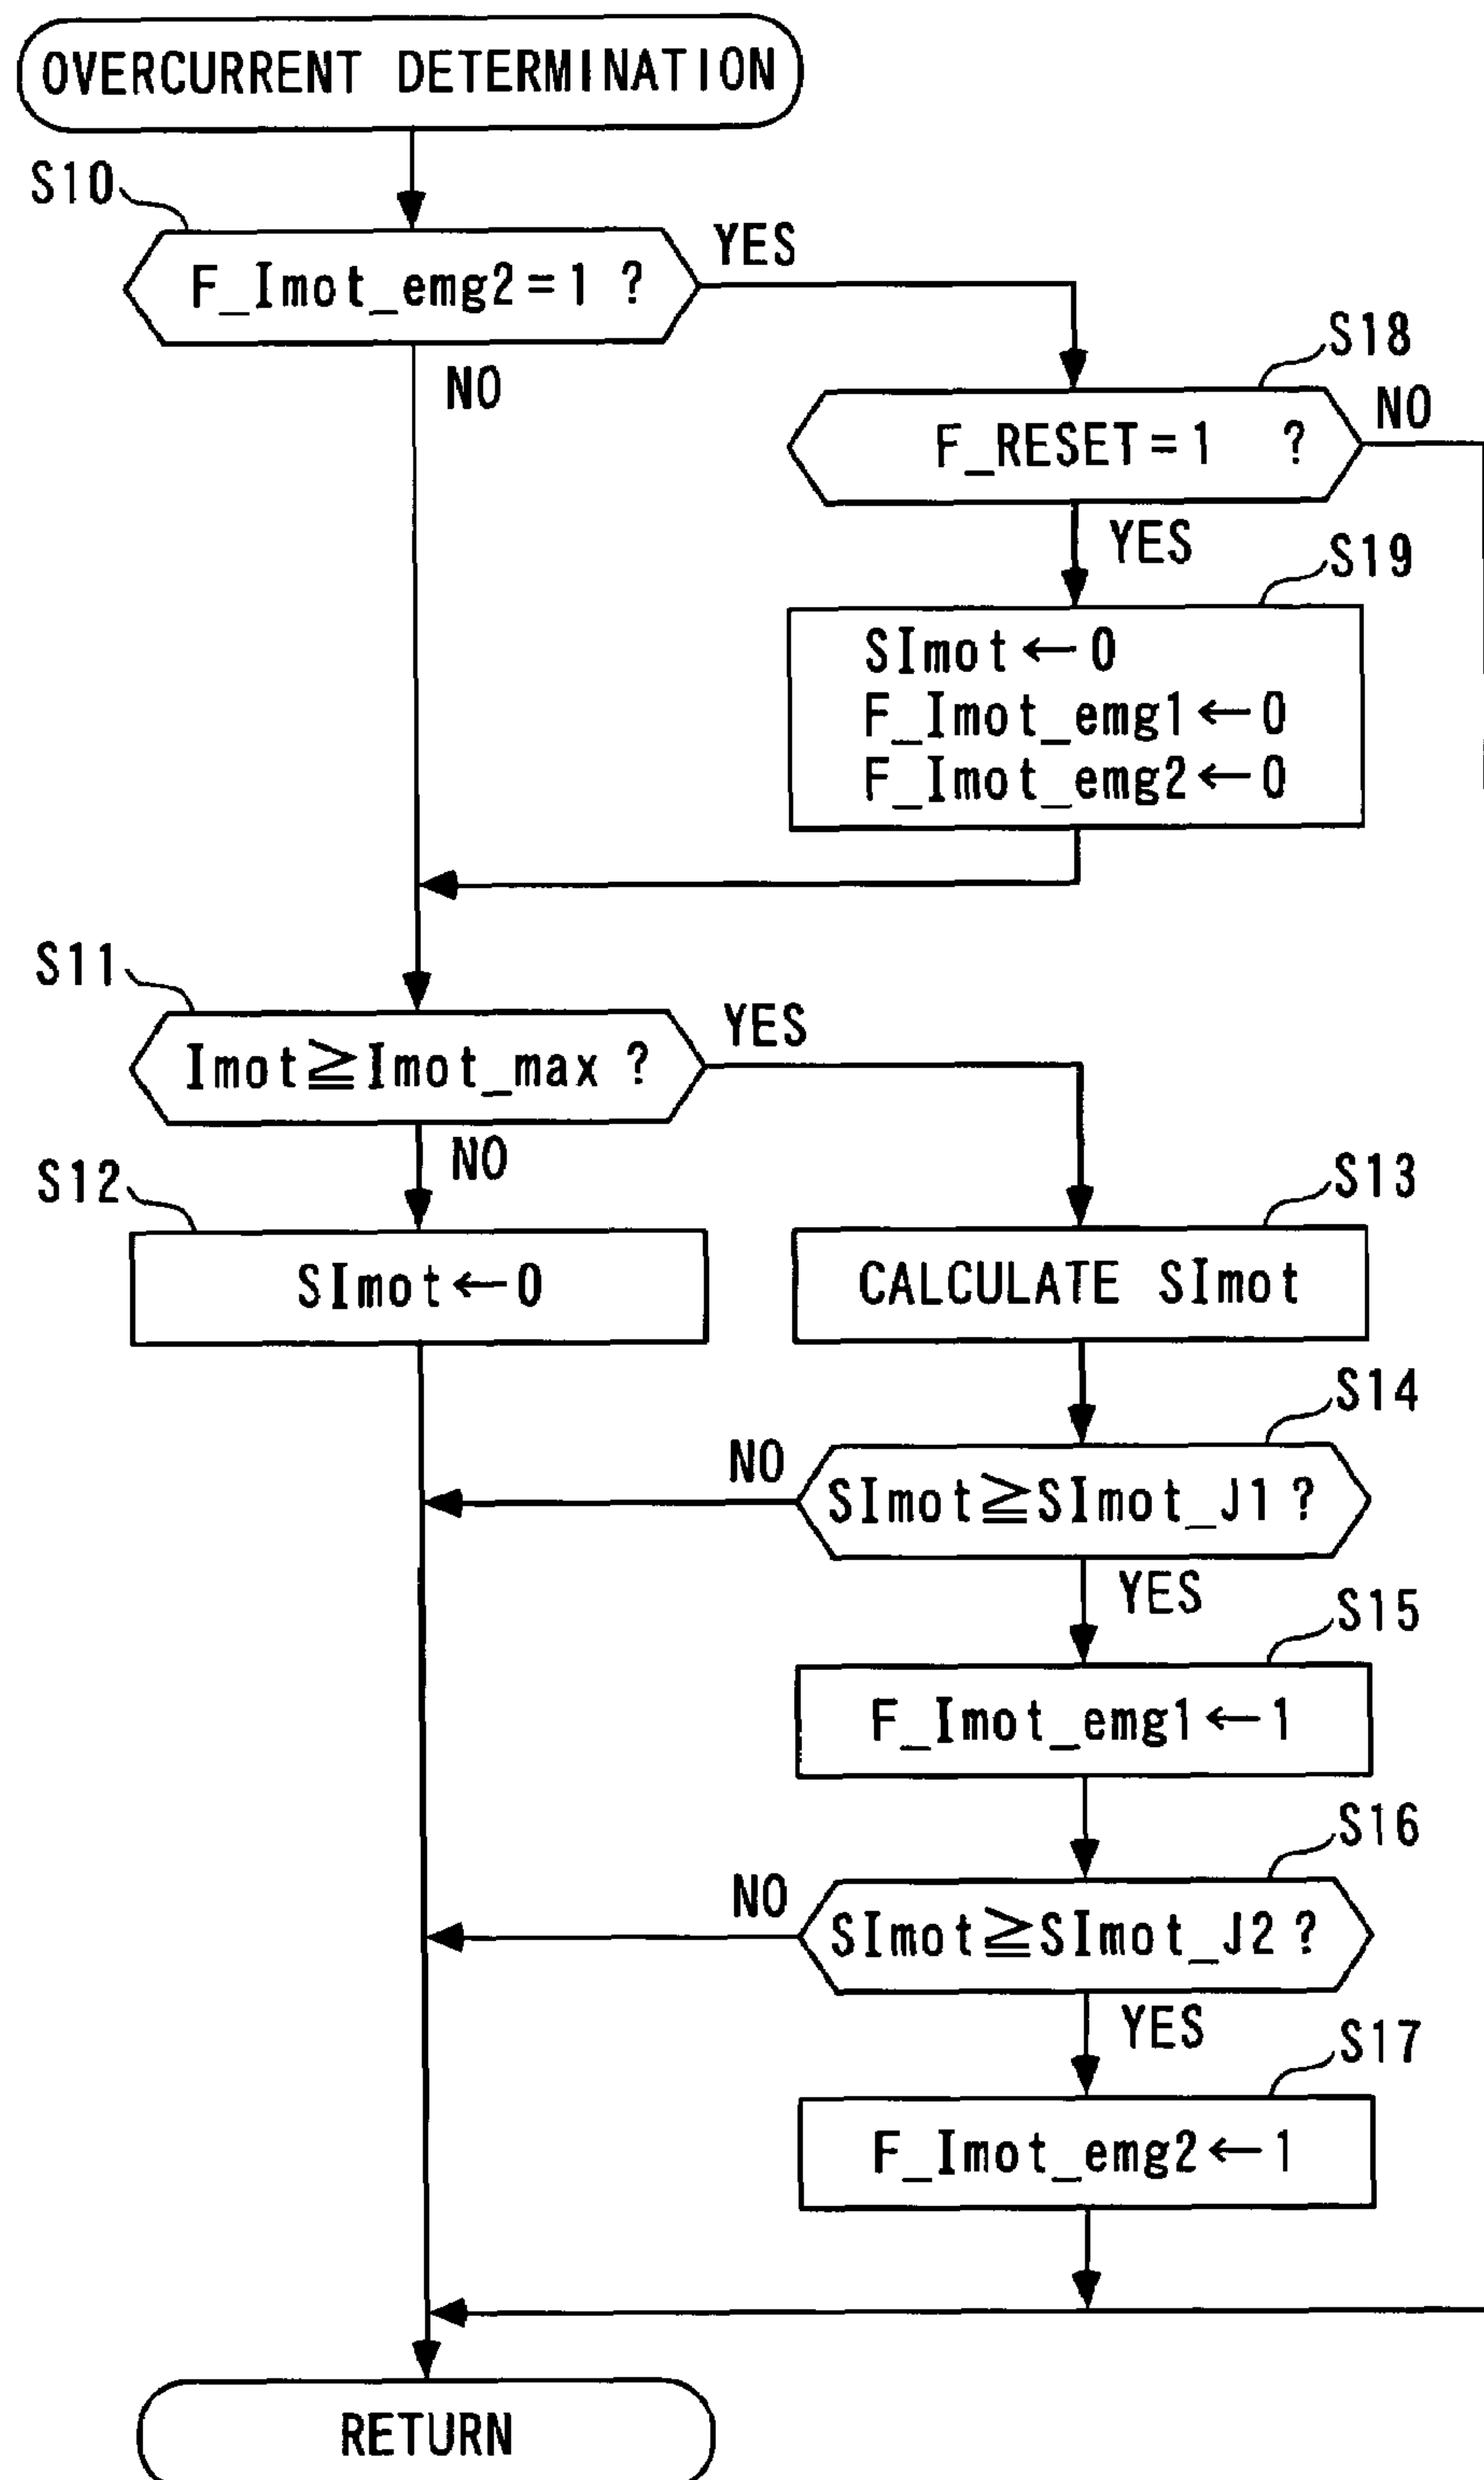 OVERCURRENT DETERMINATION
S10
F_Imot_emg2=1 ?
YES
NO
S18
F_RESET=1 ?
NO
YES
S19
SImot←0
F_Imot_emg1←0
F_Imot_emg2←0
S11
Imot≧Imot_max ?
YES
NO
S12
SImot←0
S13
CALCULATE SImot
S14
NO
SImot≧SImot_J1 ?
YES
S15
F_Imot_emg1←1
S16
NO
SImot≧SImot_J2 ?
YES
S17
F_Imot_emg2←1
RETURN